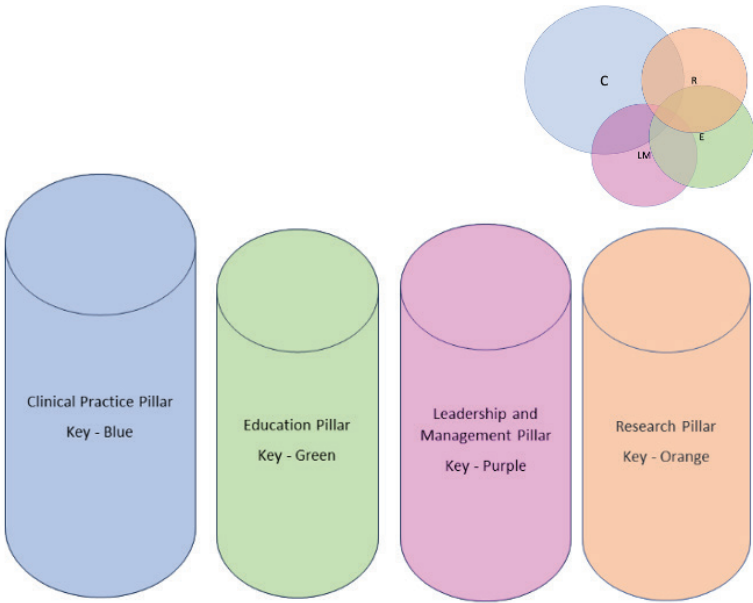 C
R
E
LM
Clinical Practice Pillar
Key - Blue
Education Pillar
Key - Green
Leadership and
Management Pillar
Key - Purple
Research Pillar
Key - Orange